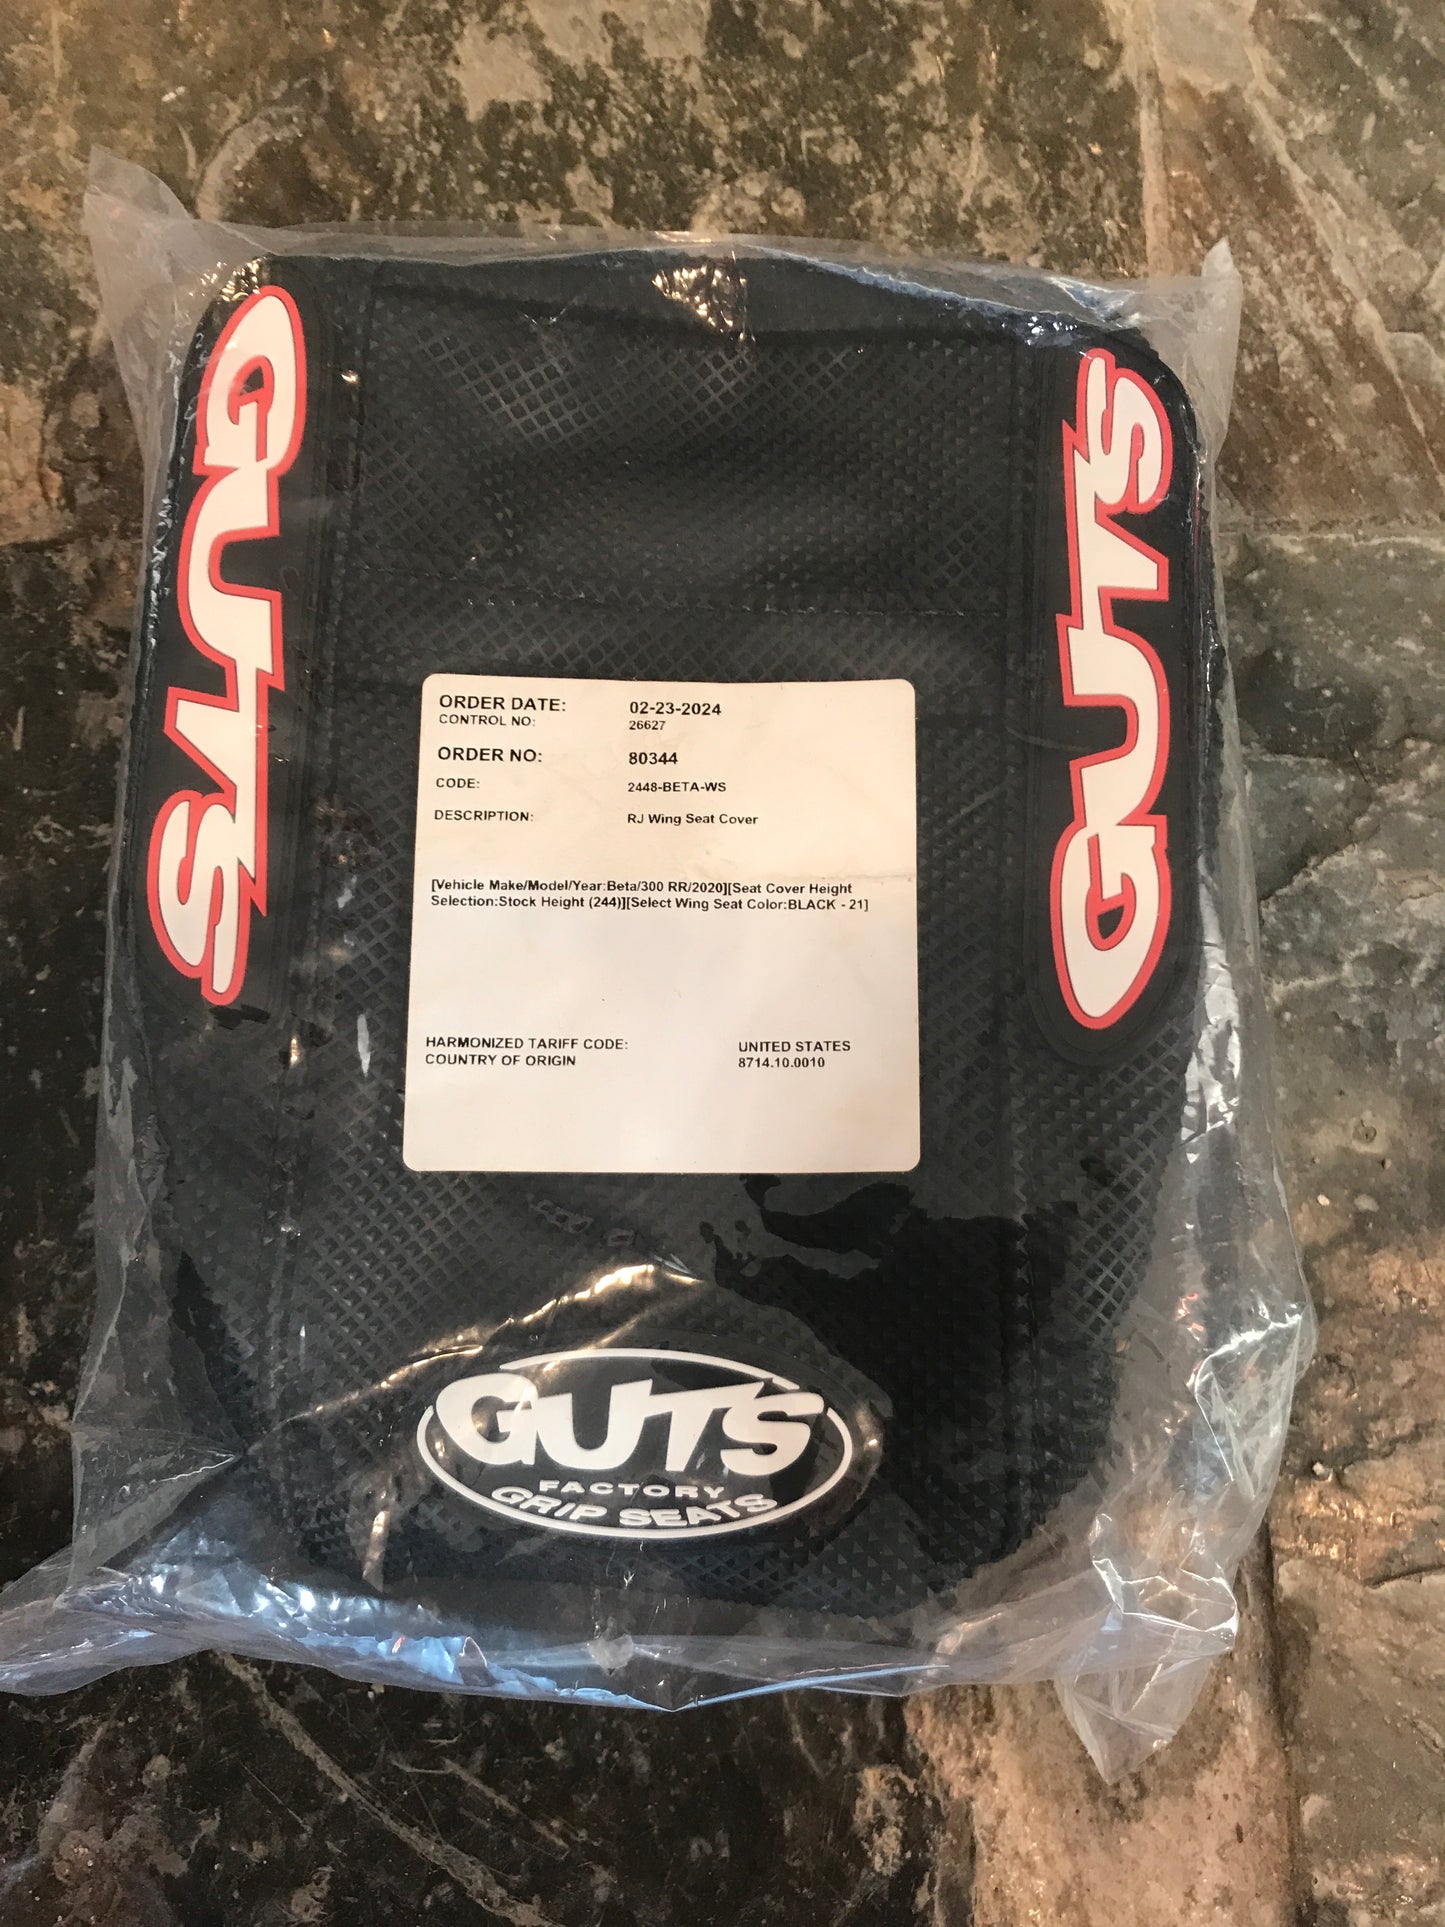 GUTS
GUTS
ORDER DATE: 02-23-2024
CONTROL NO: 26627
ORDER NO: 80344
CODE: 2448-BETA-WS
DESCRIPTION: RJ Wing Seat Cover
[Vehicle Make/Model/Year:Beta/300 RR/2020][Seat Cover Height
Selection:Stock Height (244)][Select Wing Seat Color:BLACK - 21]
HARMONIZED TARIFF CODE: UNITED STATES
COUNTRY OF ORIGIN 8714.10.0010
GUTS
FACTORY
GRIP SEATS